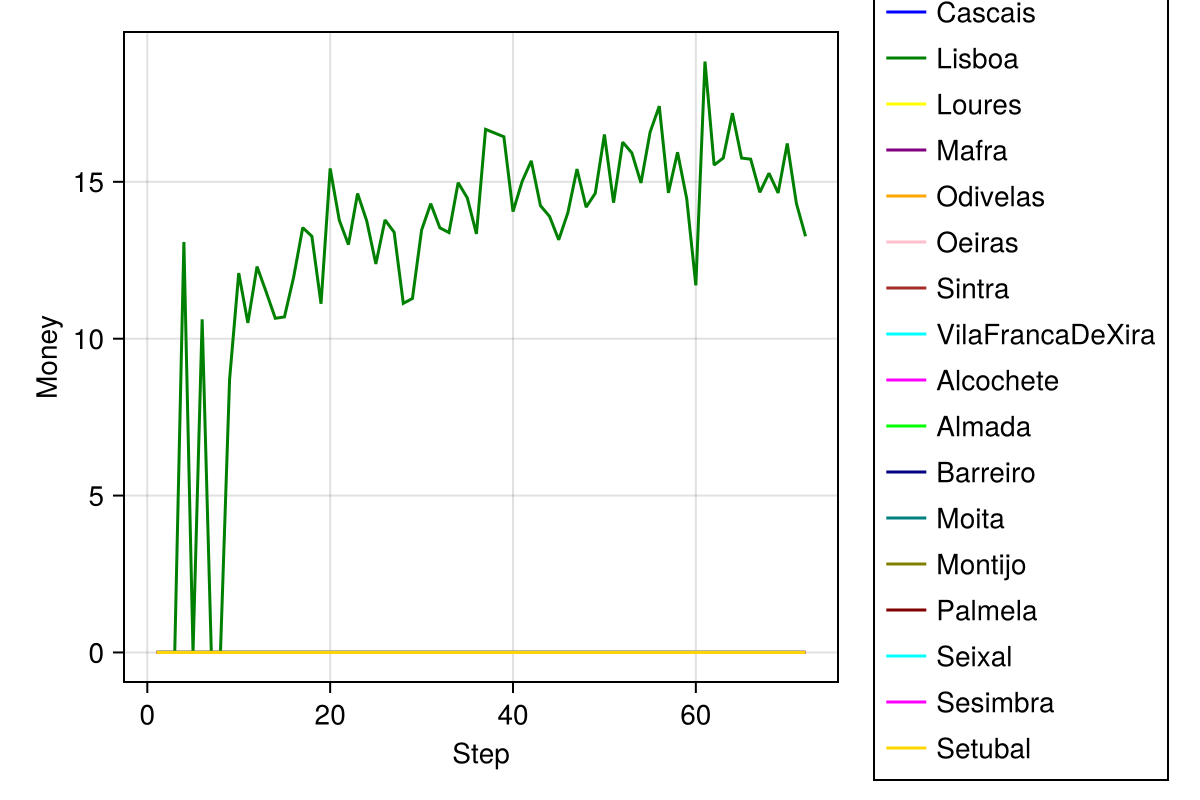 Money
15
10
5
0
0 20 40 60
Step
Cascais
Lisboa
Loures
Mafra
Odivelas
Oeiras
Sintra
VilaFrancaDeXira
Alcochete
Almada
Barreiro
Moita
Montijo
Palmela
Seixal
Sesimbra
Setubal